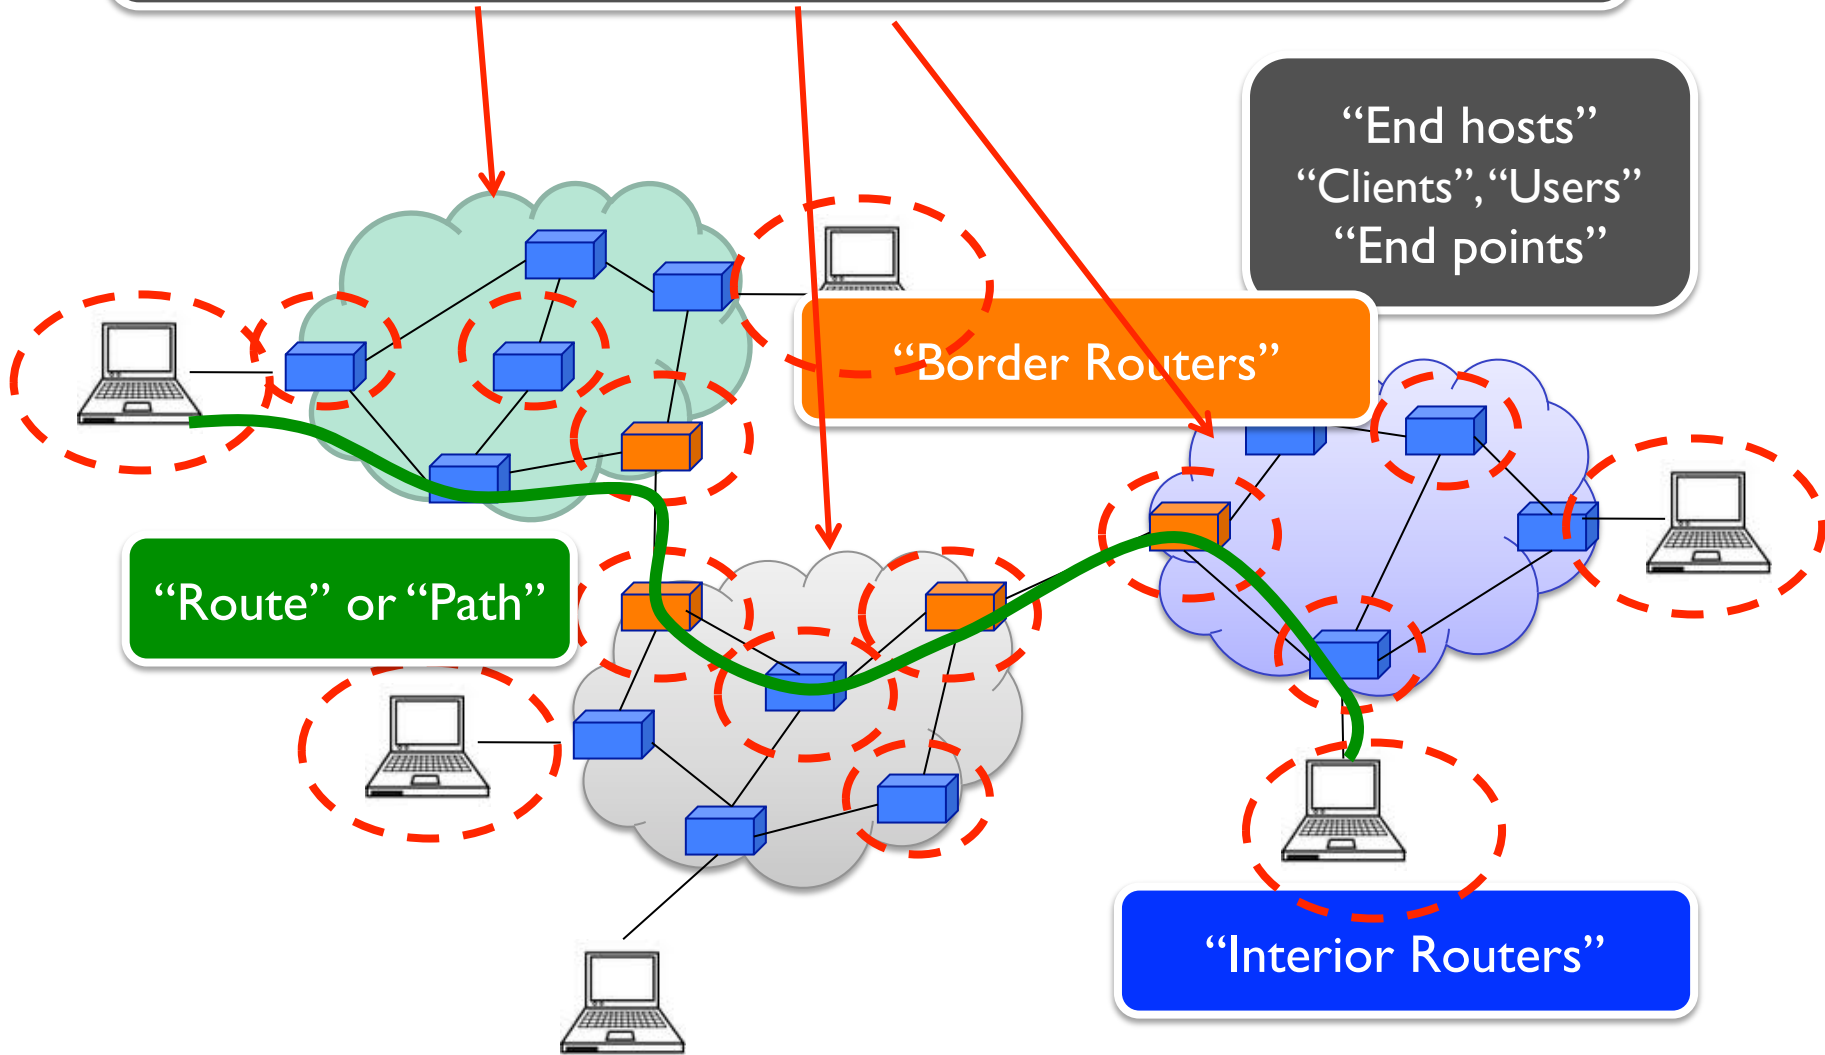 “End hosts”
“Clients”, “Users”
“End points”
“Border Routers”
“Route” or “Path”
“Interior Routers”